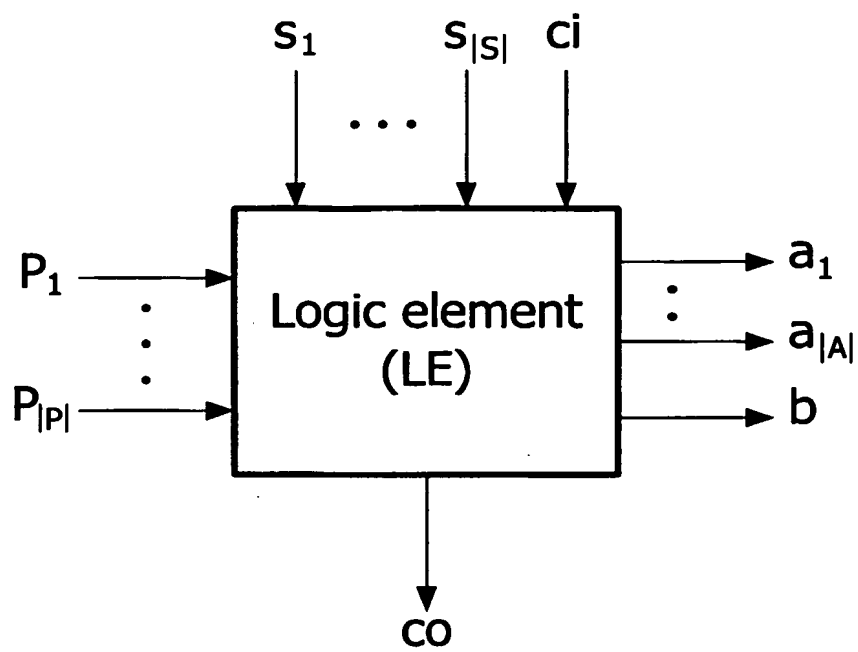 s₁ ... s|S| ci
P₁
Logic element
(LE)
P|P|
a₁
a|A|
b
co